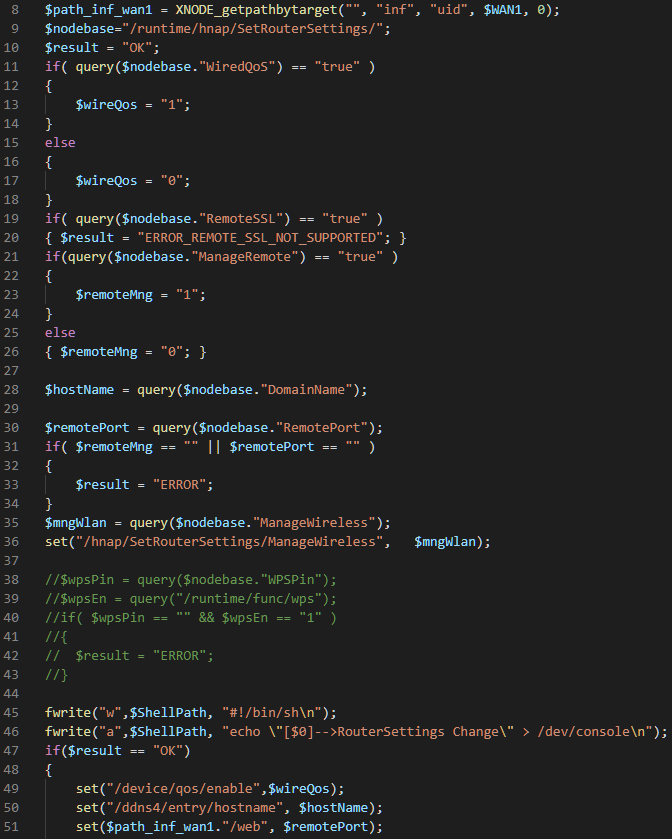 8 $path_inf_wan1 = XNODE_getpathbytarget("", "inf", "uid", $WAN1, 0);
9 $nodebase="/runtime/hnap/SetRouterSettings/";
10 $result = "OK";
11 if( query($nodebase."WiredQoS") == "true" )
12 {
13     $wireQos = "1";
14 }
15 else
16 {
17     $wireQos = "0";
18 }
19 if( query($nodebase."RemoteSSL") == "true" )
20 { $result = "ERROR_REMOTE_SSL_NOT_SUPPORTED"; }
21 if(query($nodebase."ManageRemote") == "true" )
22 {
23     $remoteMng = "1";
24 }
25 else
26 { $remoteMng = "0"; }
27
28 $hostName = query($nodebase."DomainName");
29
30 $remotePort = query($nodebase."RemotePort");
31 if( $remoteMng == "" || $remotePort == "" )
32 {
33     $result = "ERROR";
34 }
35 $mngWlan = query($nodebase."ManageWireless");
36 set("/hnap/SetRouterSettings/ManageWireless",   $mngWlan);
37
38 //$wpsPin = query($nodebase."WPSPin");
39 //$wpsEn = query("/runtime/func/wps");
40 //if( $wpsPin == "" && $wpsEn == "1" )
41 //{
42 //  $result = "ERROR";
43 //}
44
45 fwrite("w",$ShellPath, "#!/bin/sh\n");
46 fwrite("a",$ShellPath, "echo \"[$0]-->RouterSettings Change\" > /dev/console\n");
47 if($result == "OK")
48 {
49     set("/device/qos/enable",$wireQos);
50     set("/ddns4/entry/hostname", $hostName);
51     set($path_inf_wan1."/web", $remotePort);